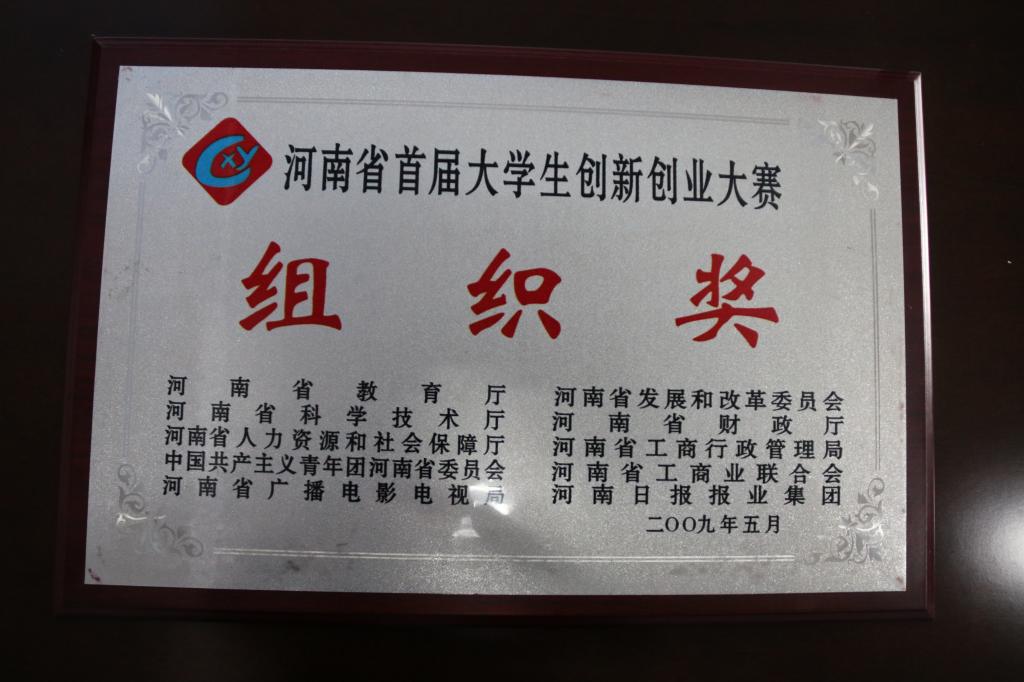 Cxy 河南省首届大学生创新创业大赛
组织奖
河南省教育厅
河南省科学技术厅
河南省人力资源和社会保障厅
中国共产主义青年团河南省委员会
河南省广播电影电视局
河南省发展和改革委员会
河南省财政厅
河南省工商行政管理局
河南省工商业联合会
河南日报报业集团
二OO九年五月